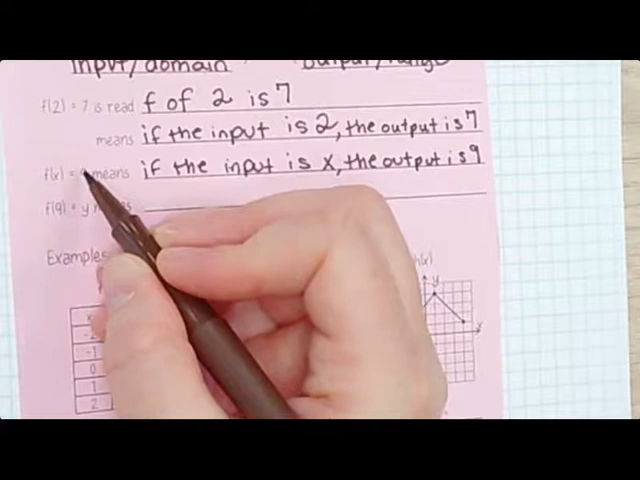 input/domain output/range
f(2) = 7 is read f of 2 is 7
means if the input is 2, the output is 7
f(x) = 9 means if the input is x, the output is 9
f(9) = y means
Examples
h(x)
y
x
x
-2
-1
0
1
2